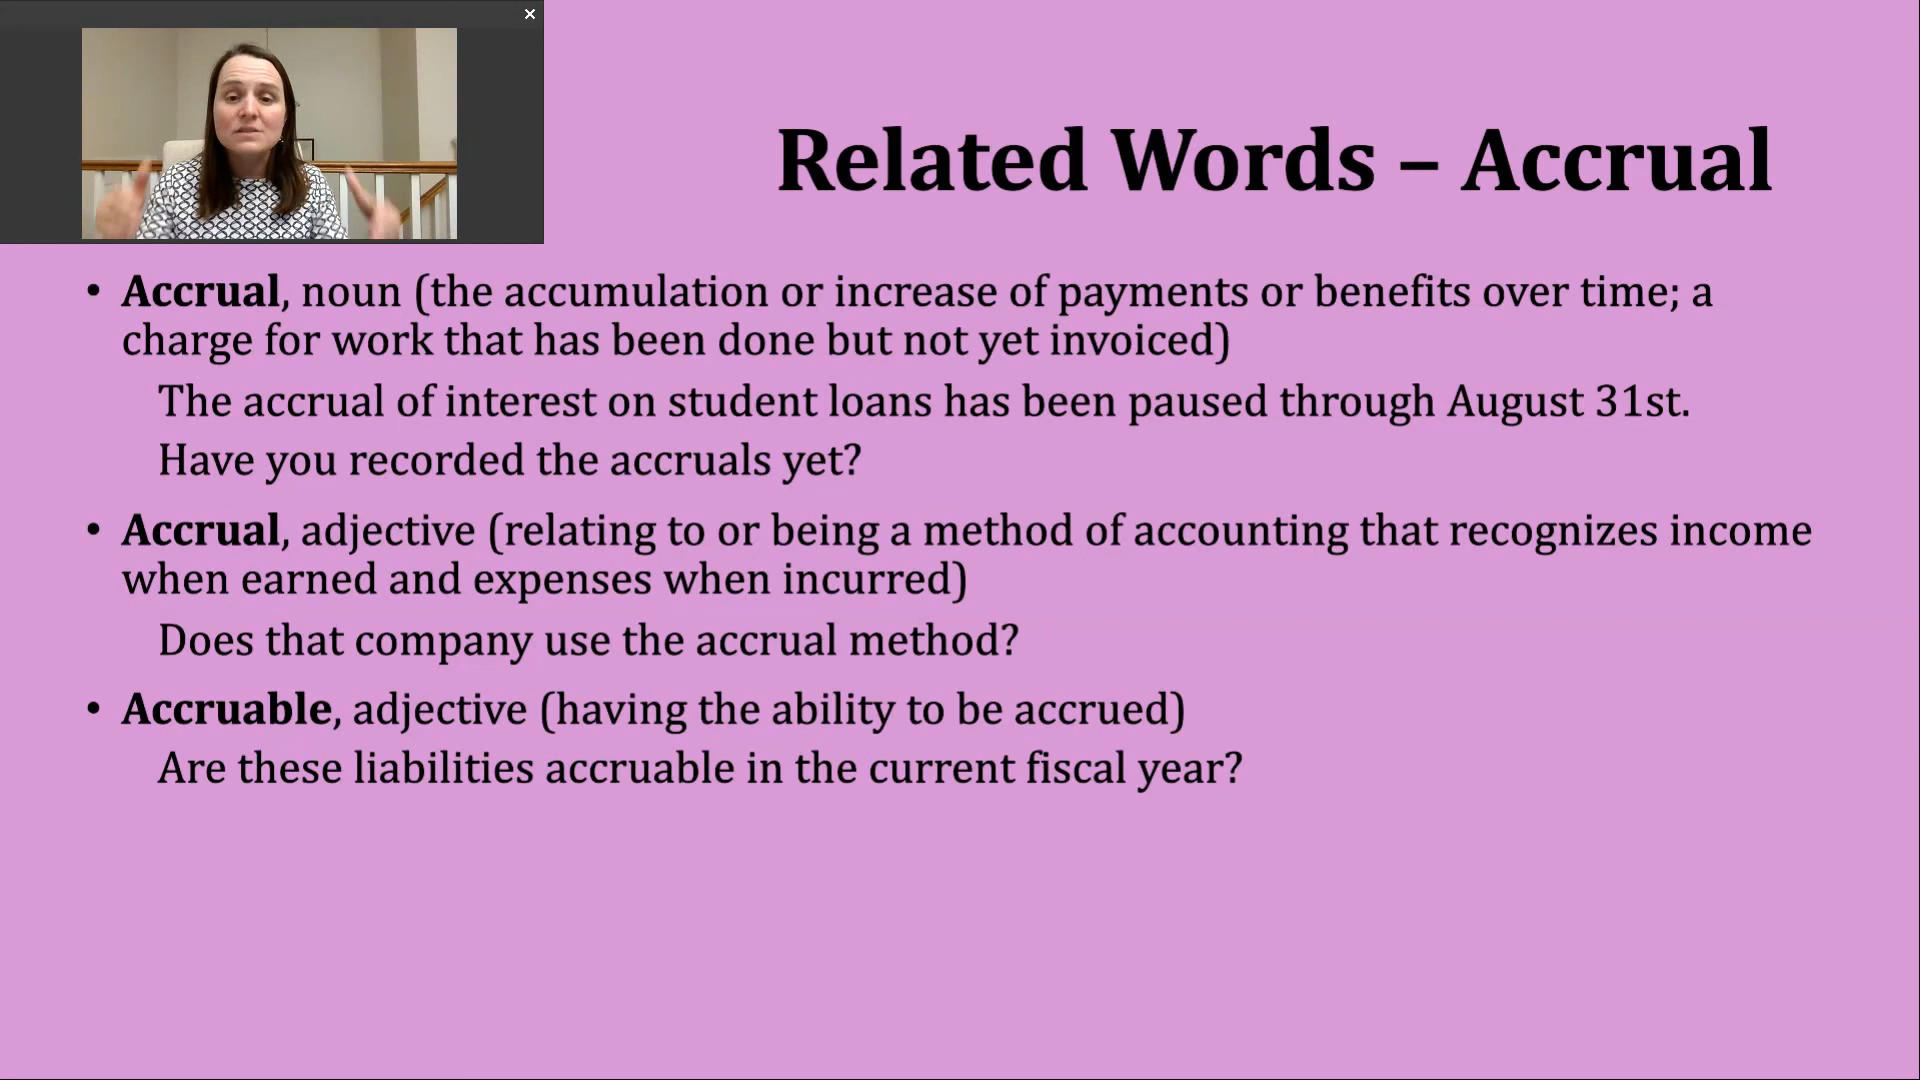 Related Words – Accrual
• Accrual, noun (the accumulation or increase of payments or benefits over time; a
charge for work that has been done but not yet invoiced)
The accrual of interest on student loans has been paused through August 31st.
Have you recorded the accruals yet?
• Accrual, adjective (relating to or being a method of accounting that recognizes income
when earned and expenses when incurred)
Does that company use the accrual method?
• Accruable, adjective (having the ability to be accrued)
Are these liabilities accruable in the current fiscal year?